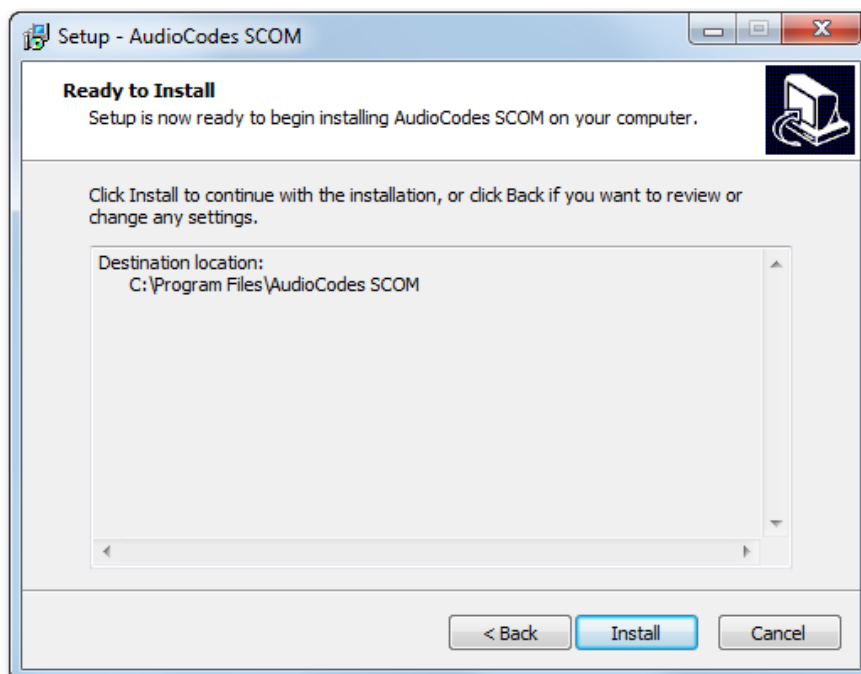 Setup - AudioCodes SCOM
Ready to Install
Setup is now ready to begin installing AudioCodes SCOM on your computer.
Click Install to continue with the installation, or click Back if you want to review or
change any settings.
Destination location:
C:\Program Files\AudioCodes SCOM
< Back
Install
Cancel